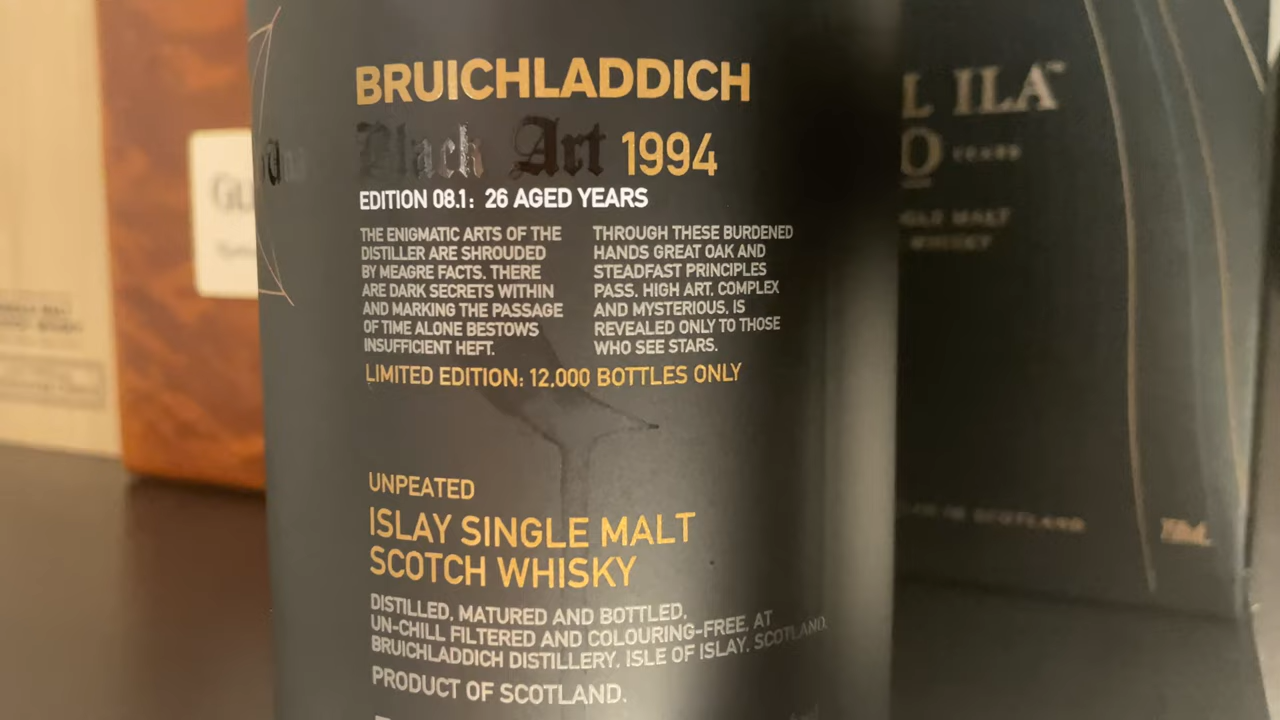 BRUICHLADDICH
Black Art 1994
EDITION 08.1: 26 AGED YEARS
THE ENIGMATIC ARTS OF THE
DISTILLER ARE SHROUDED
BY MEAGRE FACTS. THERE
ARE DARK SECRETS WITHIN
AND MARKING THE PASSAGE
OF TIME ALONE BESTOWS
INSUFFICIENT HEFT.
THROUGH THESE BURDENED
HANDS GREAT OAK AND
STEADFAST PRINCIPLES
PASS. HIGH ART, COMPLEX
AND MYSTERIOUS, IS
REVEALED ONLY TO THOSE
WHO SEE STARS.
LIMITED EDITION: 12,000 BOTTLES ONLY
UNPEATED
ISLAY SINGLE MALT
SCOTCH WHISKY
DISTILLED, MATURED AND BOTTLED,
UN-CHILL FILTERED AND COLOURING-FREE, AT
BRUICHLADDICH DISTILLERY, ISLE OF ISLAY, SCOTLAND.
PRODUCT OF SCOTLAND.
L ILA™
YEARS
MALT
WHISKY
SCOTLAND